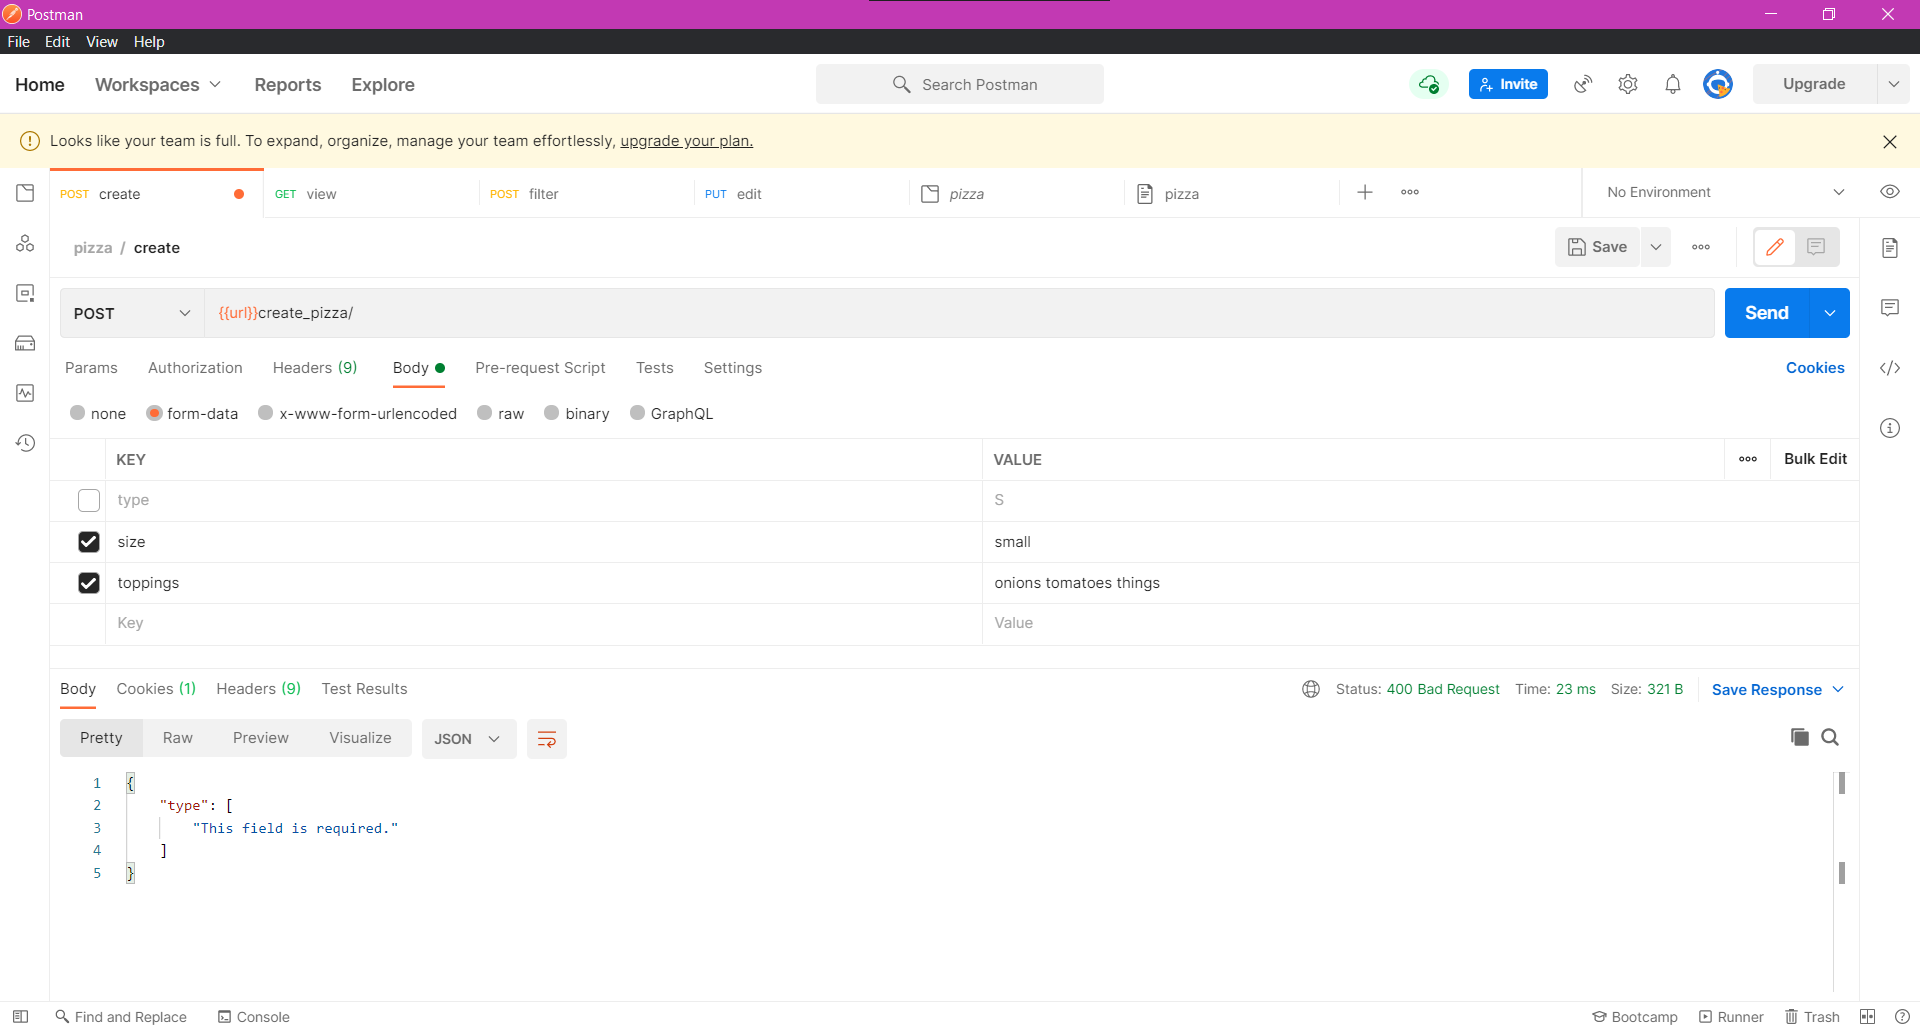 Postman
File Edit View Help
Home Workspaces Reports Explore Search Postman Invite Upgrade
Looks like your team is full. To expand, organize, manage your team effortlessly, upgrade your plan.
POST create GET view POST filter PUT edit pizza pizza No Environment
pizza / create Save
POST {{url}}create_pizza/ Send
Params Authorization Headers (9) Body Pre-request Script Tests Settings Cookies
none form-data x-www-form-urlencoded raw binary GraphQL
KEY VALUE Bulk Edit
type S
size small
toppings onions tomatoes things
Key Value
Body Cookies (1) Headers (9) Test Results Status: 400 Bad Request Time: 23 ms Size: 321 B Save Response
Pretty Raw Preview Visualize JSON
1 {
2 "type": [
3 "This field is required."
4 ]
5 }
Find and Replace Console Bootcamp Runner Trash